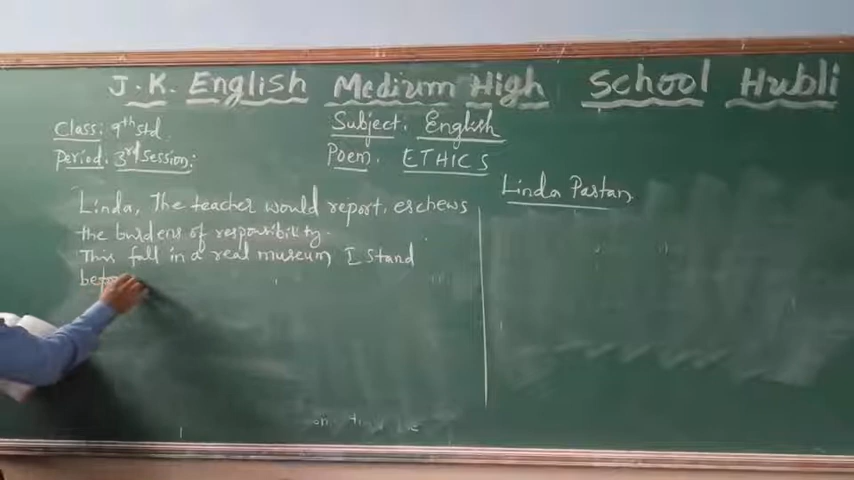 J.K. English Medium High School Hubli
Class: 9th std.
Subject. English
Period. 3rd Session:
Poem. ETHICS
Linda Pastan
Linda, The teacher would report, eschews
the burdens of responsibility.
This fall in a real museum I stand